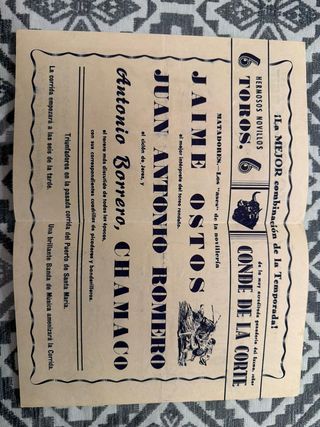 ¡La MEJOR combinación de la Temporada!
6 HERMOSOS NOVILLOS TOROS, 6
de la muy acreditada ganadería del Excmo. señor
CONDE DE LA CORTE
MATADORES.—Los "ases" de la novillería
JAIME OSTOS
el mejor intérprete del toreo rondeño.
JUAN ANTONIO ROMERO
el ciclón de Jerez, y
Antonio Borrero, CHAMACO
el torero más discutido de todas las épocas.
con sus correspondientes cuadrillas de picadores y banderilleros.
Triunfadores en la pasada corrida del Puerto de Santa María.
La corrida empezará a las seis de la tarde. Una brillante Banda de Música amenizará la Corrida.